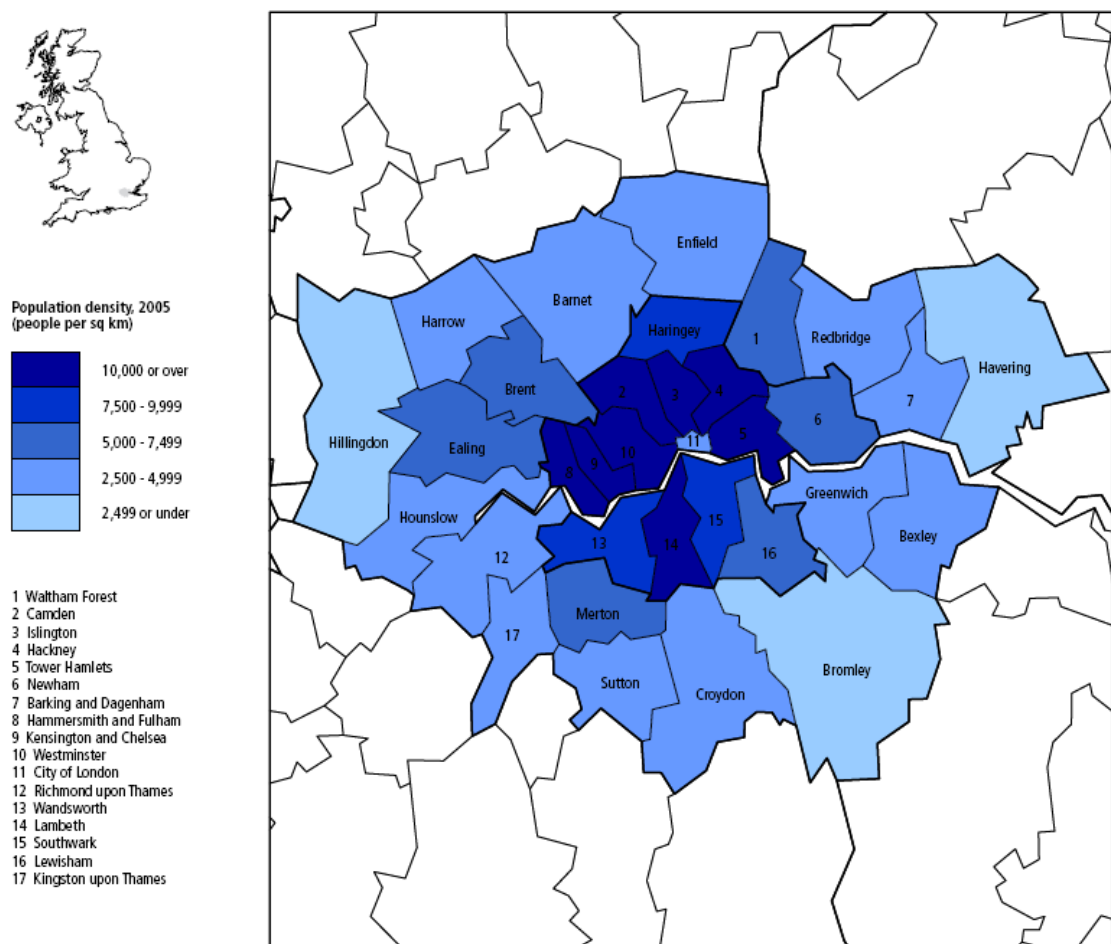 Population density, 2005
(people per sq km)
10,000 or over
7,500 - 9,999
5,000 - 7,499
2,500 - 4,999
2,499 or under
1 Waltham Forest
2 Camden
3 Islington
4 Hackney
5 Tower Hamlets
6 Newham
7 Barking and Dagenham
8 Hammersmith and Fulham
9 Kensington and Chelsea
10 Westminster
11 City of London
12 Richmond upon Thames
13 Wandsworth
14 Lambeth
15 Southwark
16 Lewisham
17 Kingston upon Thames
Enfield
Barnet
Harrow
Haringey
1
Redbridge
Havering
Brent
2
3
4
7
Hillingdon
Ealing
6
5
11
10
9
8
Hounslow
Greenwich
Bexley
15
13
14
16
12
Merton
17
Sutton
Croydon
Bromley